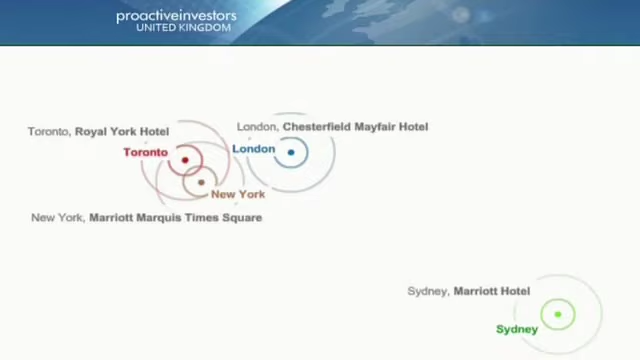 proactiveinvestors
UNITED KINGDOM
Toronto, Royal York Hotel
London, Chesterfield Mayfair Hotel
Toronto
London
New York
New York, Marriott Marquis Times Square
Sydney, Marriott Hotel
Sydney